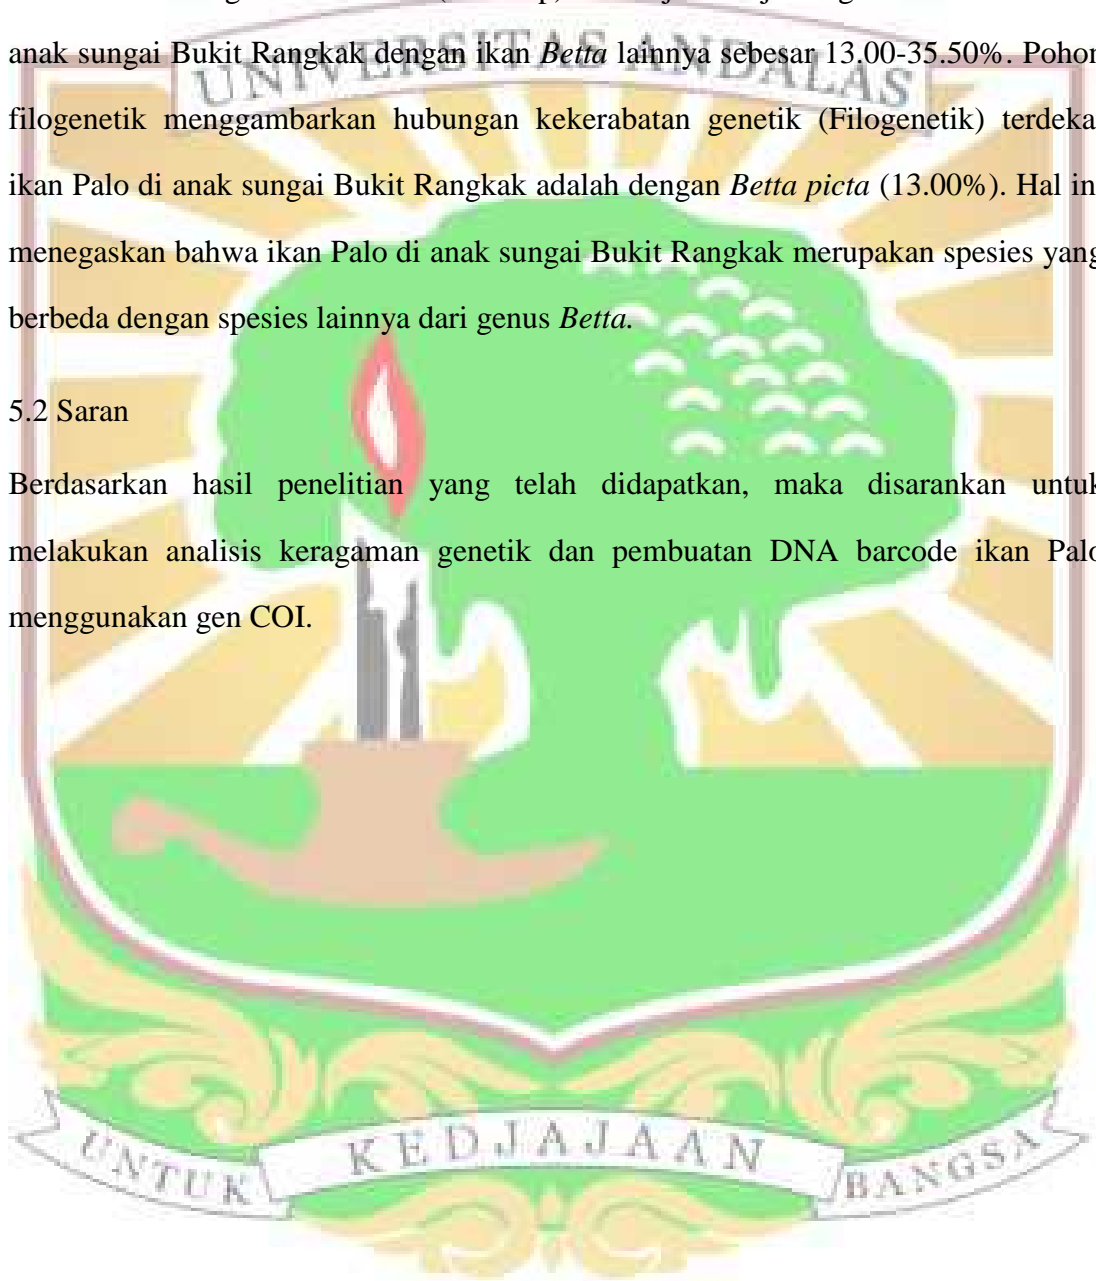 anak sungai Bukit Rangkak dengan ikan Betta lainnya sebesar 13.00-35.50%. Pohon
filogenetik menggambarkan hubungan kekerabatan genetik (Filogenetik) terdeka
ikan Palo di anak sungai Bukit Rangkak adalah dengan Betta picta (13.00%). Hal in
menegaskan bahwa ikan Palo di anak sungai Bukit Rangkak merupakan spesies yang
berbeda dengan spesies lainnya dari genus Betta.
5.2 Saran
Berdasarkan hasil penelitian yang telah didapatkan, maka disarankan untuk
melakukan analisis keragaman genetik dan pembuatan DNA barcode ikan Palo
menggunakan gen COI.
UNIVERSITAS ANDALAS
UNTUK KEDJAJAAN BANGSA